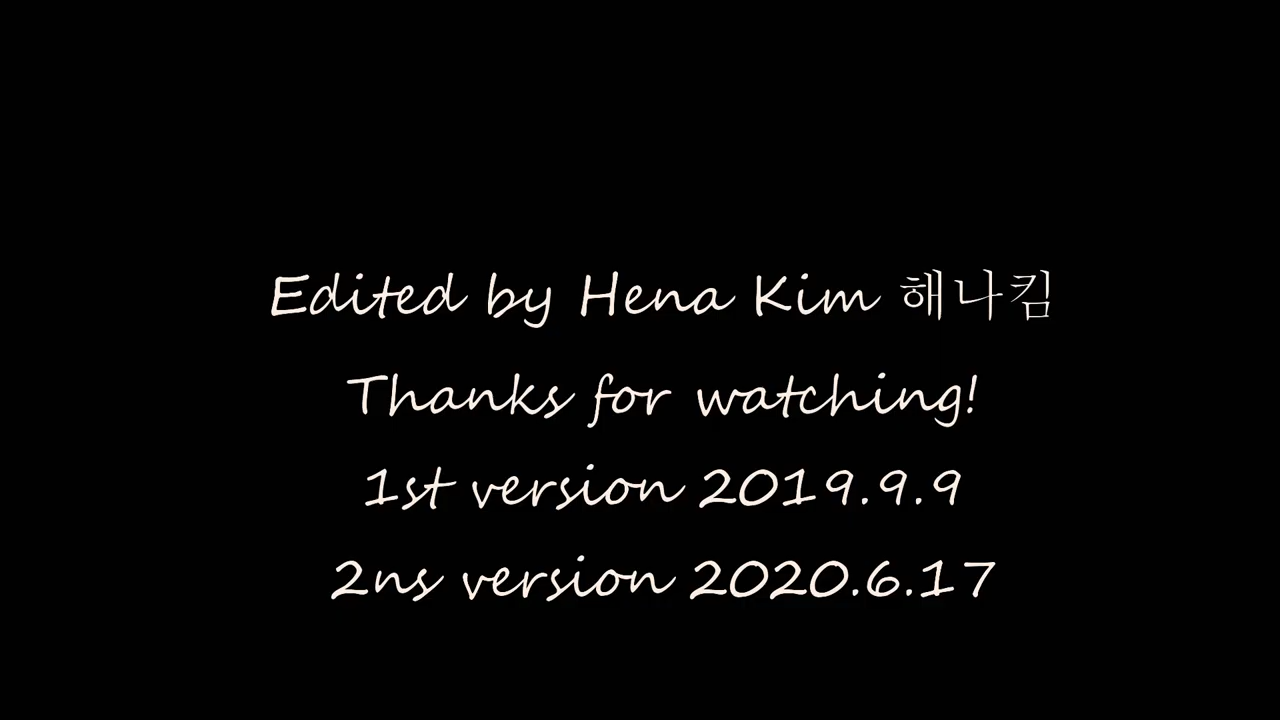 Edited by Hena Kim 해나킴
Thanks for watching!
1st version 2019.9.9
2ns version 2020.6.17